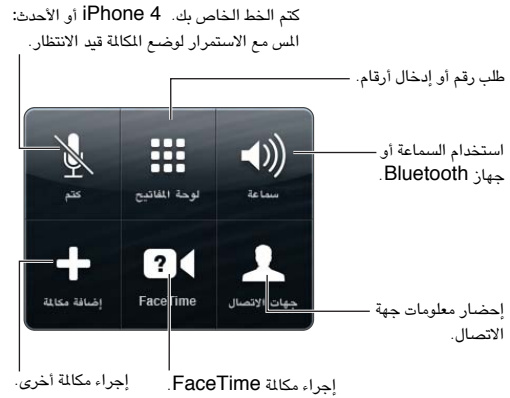 كتم الخط الخاص بك. iPhone 4 أو الأحدث:
المس مع الاستمرار لوضع المكالمة قيد الانتظار.
طلب رقم أو إدخال أرقام.
استخدام السماعة أو
جهاز Bluetooth.
كتم
لوحة المفاتيح
سماعة
إضافة مكالمة
FaceTime
جهات الاتصال
إحضار معلومات جهة
الاتصال.
إجراء مكالمة أخرى.
إجراء مكالمة FaceTime.